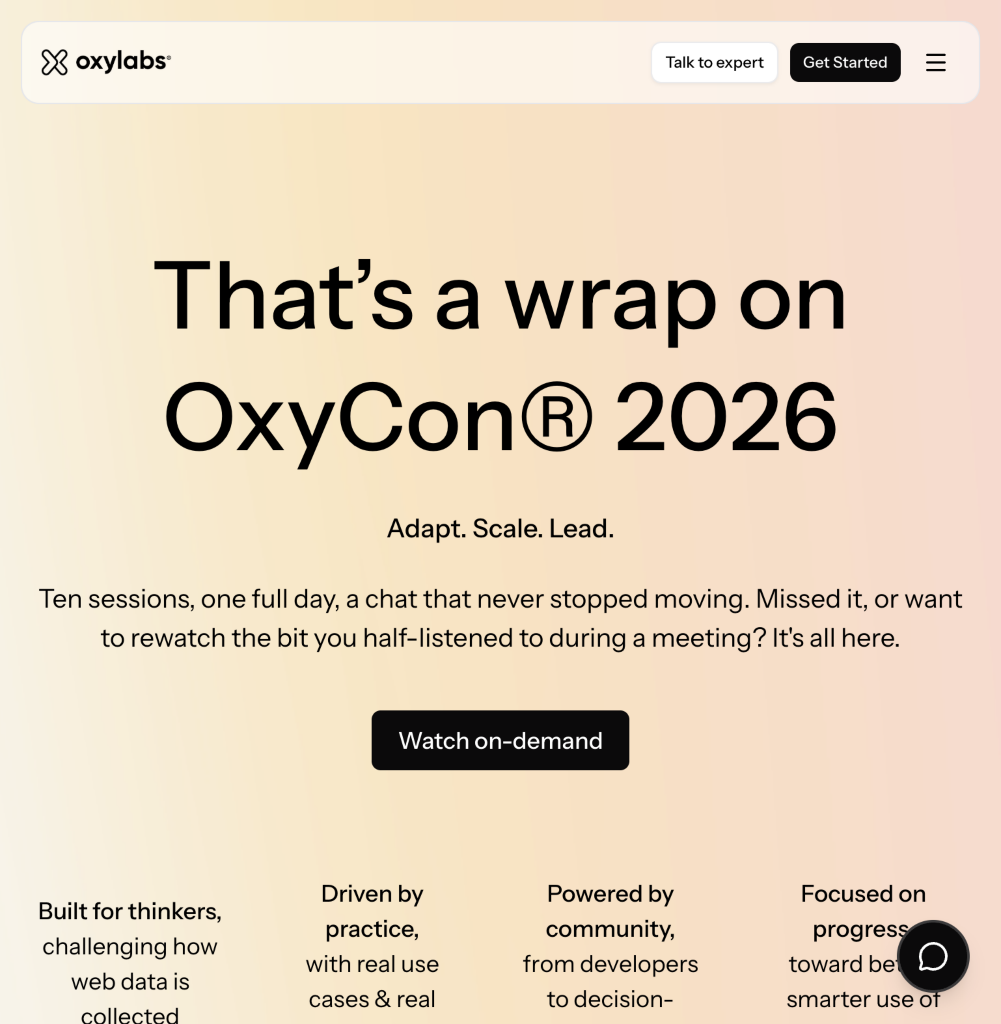 oxylabs®
Talk to expert
Get Started
That’s a wrap on
OxyCon® 2026
Adapt. Scale. Lead.
Ten sessions, one full day, a chat that never stopped moving. Missed it, or want
to rewatch the bit you half-listened to during a meeting? It's all here.
Watch on-demand
Built for thinkers,
challenging how
web data is
collected
Driven by
practice,
with real use
cases & real
Powered by
community,
from developers
to decision-
Focused on
progress
toward
smarter use of